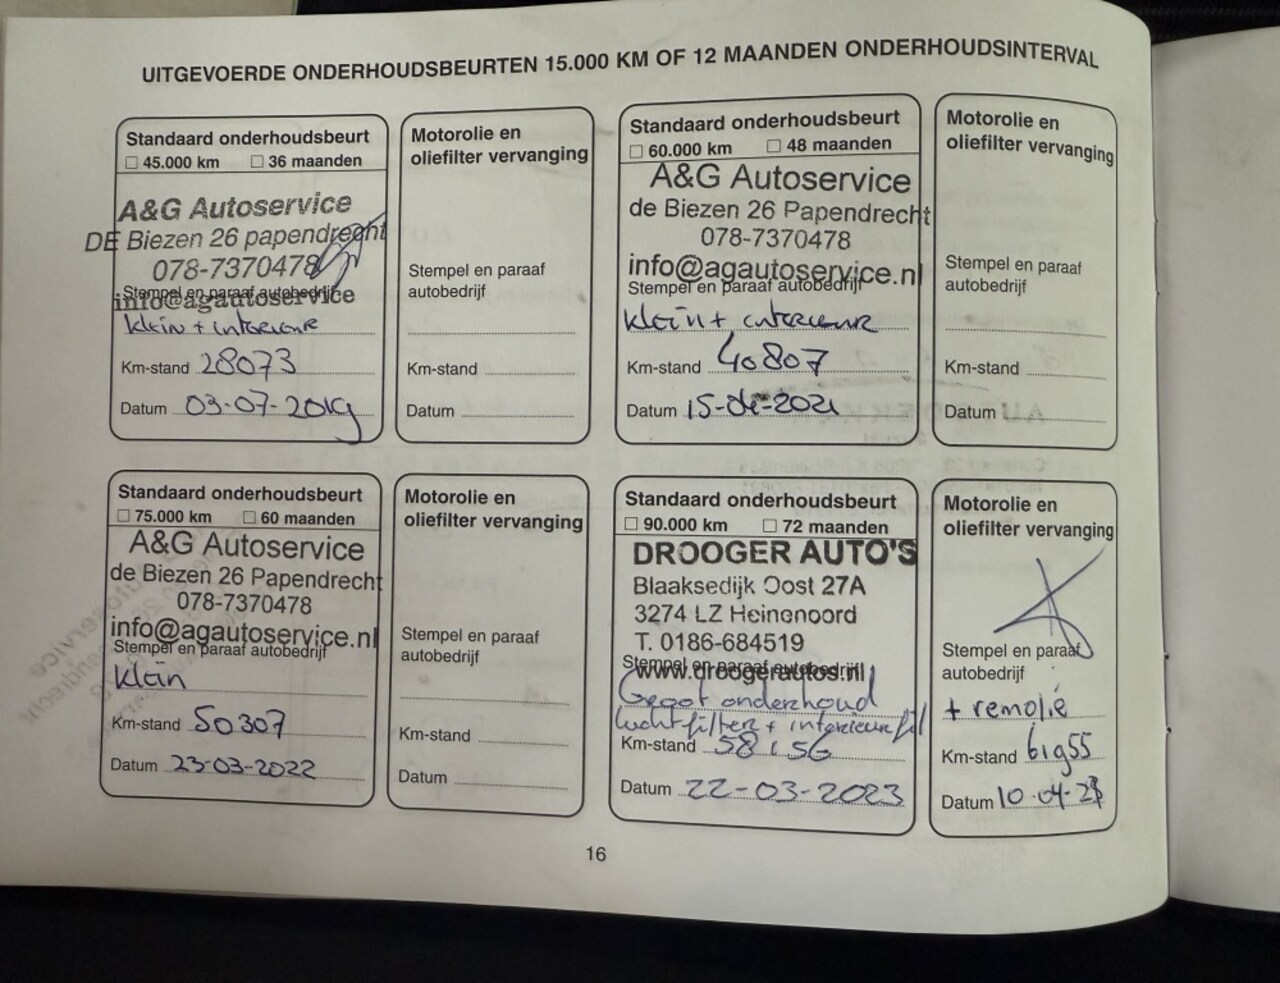 UITGEVOERDE ONDERHOUDSBEURTEN 15.000 KM OF 12 MAANDEN ONDERHOUDSINTERVAL
Standaard onderhoudsbeurt
☐ 45.000 km ☐ 36 maanden
A&G Autoservice
DE Biezen 26 papendrecht
078-7370478
Stempel en paraaf autobedrijf
info@agautoservice
klein + interieur
Km-stand 28073
Datum 03-07-2019
Motorolie en
oliefilter vervanging
Stempel en paraaf
autobedrijf
Km-stand
Datum
Standaard onderhoudsbeurt
☐ 60.000 km ☐ 48 maanden
A&G Autoservice
de Biezen 26 Papendrecht
078-7370478
info@agautoservice.nl
Stempel en paraaf autobedrijf
klein + interieur
Km-stand 40807
Datum 15-04-2021
Motorolie en
oliefilter vervanging
Stempel en paraaf
autobedrijf
Km-stand
Datum
Standaard onderhoudsbeurt
☐ 75.000 km ☐ 60 maanden
A&G Autoservice
de Biezen 26 Papendrecht
078-7370478
info@agautoservice.nl
Stempel en paraaf autobedrijf
klein
Km-stand 50307
Datum 23-03-2022
Motorolie en
oliefilter vervanging
Stempel en paraaf
autobedrijf
Km-stand
Datum
Standaard onderhoudsbeurt
☐ 90.000 km ☐ 72 maanden
DROOGER AUTO'S
Blaaksedijk Oost 27A
3274 LZ Heinenoord
T. 0186-684519
Stempel en paraaf autobedrijf
www.droogerautos.nl
Groot onderhoud
luchtfilter + interieurfil
Km-stand 58156
Datum 22-03-2023
Motorolie en
oliefilter vervanging
Stempel en paraaf
autobedrijf
+ remolie
Km-stand 61955
Datum 10-04-
16